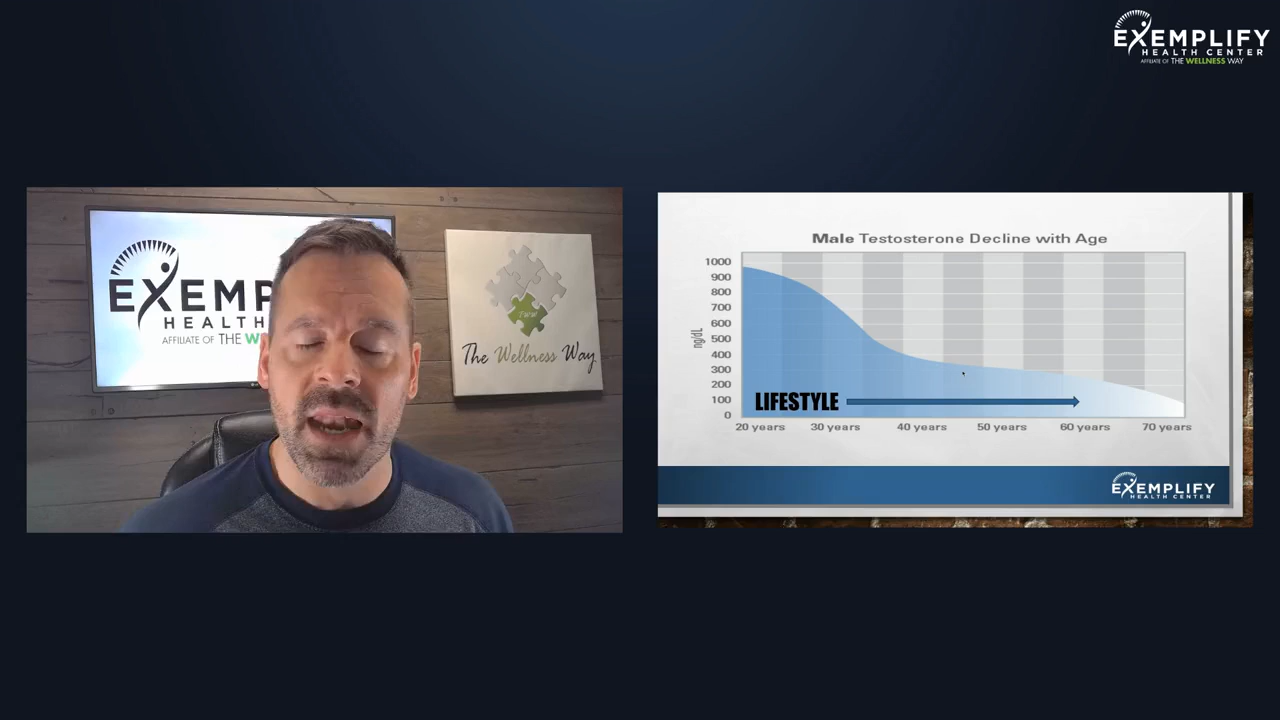 EXEMPLIFY
HEALTH CENTER
AFFILIATE OF THE WELLNESS WAY
EXEMP
HEALTH
AFFILIATE OF THE W
TWW
The Wellness Way
Male Testosterone Decline with Age
ng/dL
1000
900
800
700
600
500
400
300
200
100
0
LIFESTYLE
20 years 30 years 40 years 50 years 60 years 70 years
EXEMPLIFY
HEALTH CENTER